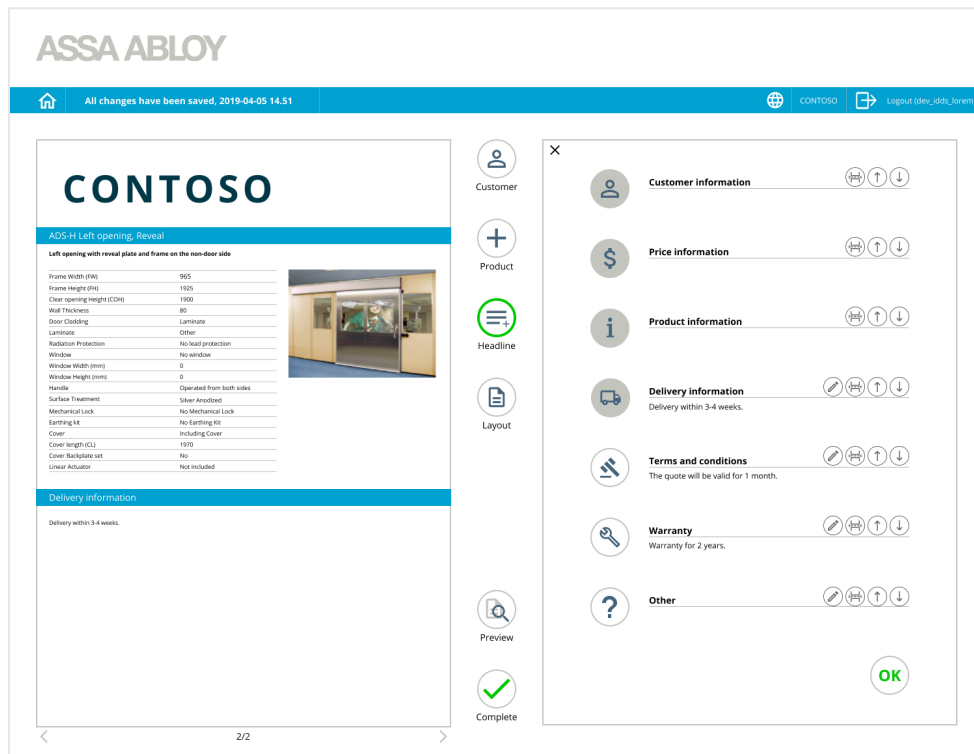 ASSA ABLOY
All changes have been saved, 2019-04-05 14.51
CONTOSO
Logout (dev_idds_lorem
CONTOSO
ADS-H Left opening, Reveal
Left opening with reveal plate and frame on the non-door side
Frame Width (FW) 965
Frame Height (FH) 1925
Clear opening Height (COH) 1900
Wall Thickness 80
Door Cladding Laminate
Laminate Other
Radiation Protection No lead protection
Window No window
Window Width (mm) 0
Window Height (mm) 0
Handle Operated from both sides
Surface Treatment Silver Anodized
Mechanical Lock No Mechanical Lock
Earthing kit No Earthing Kit
Cover Including Cover
Cover length (CL) 1970
Cover Backplate set No
Linear Actuator Not included
Delivery information
Delivery within 3-4 weeks.
2/2
Customer
Product
Headline
Layout
Preview
Complete
Customer information
$
Price information
i
Product information
Delivery information
Delivery within 3-4 weeks.
Terms and conditions
The quote will be valid for 1 month.
Warranty
Warranty for 2 years.
?
Other
OK